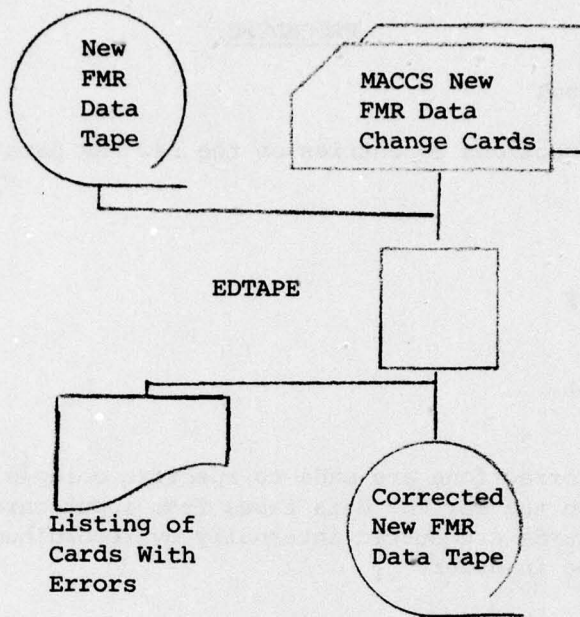 New
FMR
Data
Tape
MACCS New
FMR Data
Change Cards
EDTAPE
Listing of
Cards With
Errors
Corrected
New FMR
Data Tape